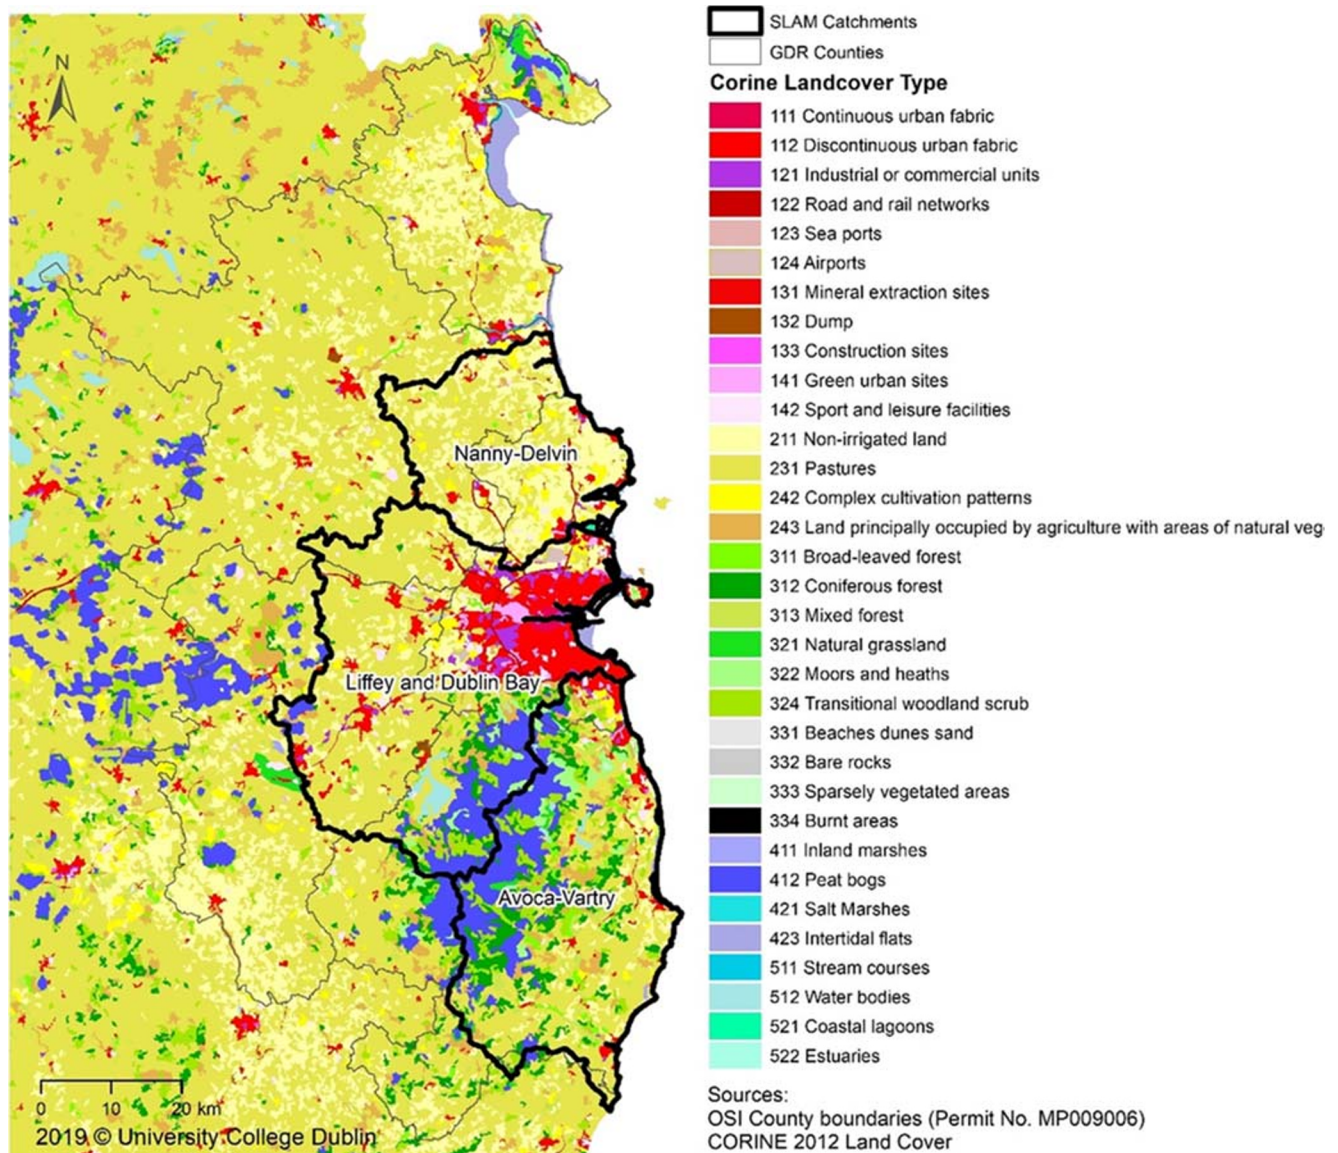 SLAM Catchments
GDR Counties
Corine Landcover Type
111 Continuous urban fabric
112 Discontinuous urban fabric
121 Industrial or commercial units
122 Road and rail networks
123 Sea ports
124 Airports
131 Mineral extraction sites
132 Dump
133 Construction sites
141 Green urban sites
142 Sport and leisure facilities
211 Non-irrigated land
231 Pastures
242 Complex cultivation patterns
243 Land principally occupied by agriculture with areas of natural veg
311 Broad-leaved forest
312 Coniferous forest
313 Mixed forest
321 Natural grassland
322 Moors and heaths
324 Transitional woodland scrub
331 Beaches dunes sand
332 Bare rocks
333 Sparsely vegetated areas
334 Burnt areas
411 Inland marshes
412 Peat bogs
421 Salt Marshes
423 Intertidal flats
511 Stream courses
512 Water bodies
521 Coastal lagoons
522 Estuaries
Sources:
OSI County boundaries (Permit No. MP009006)
CORINE 2012 Land Cover
N
Nanny-Delvin
Liffey and Dublin Bay
Avoca-Vartry
0 10 20 km
2019 © University College Dublin